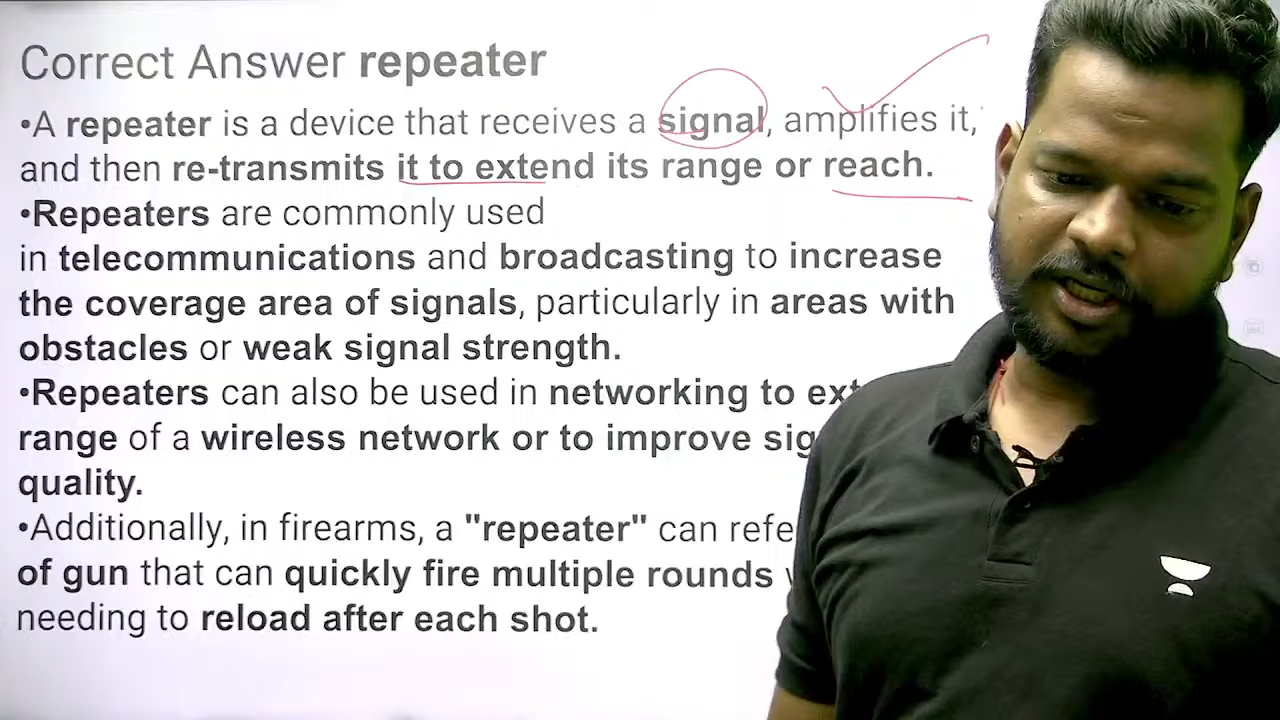 Correct Answer repeater
•A repeater is a device that receives a signal, amplifies it,
and then re-transmits it to extend its range or reach.
•Repeaters are commonly used
in telecommunications and broadcasting to increase
the coverage area of signals, particularly in areas with
obstacles or weak signal strength.
•Repeaters can also be used in networking to
range of a wireless network or to improve
quality.
•Additionally, in firearms, a "repeater" can
of gun that can quickly fire multiple rounds
needing to reload after each shot.